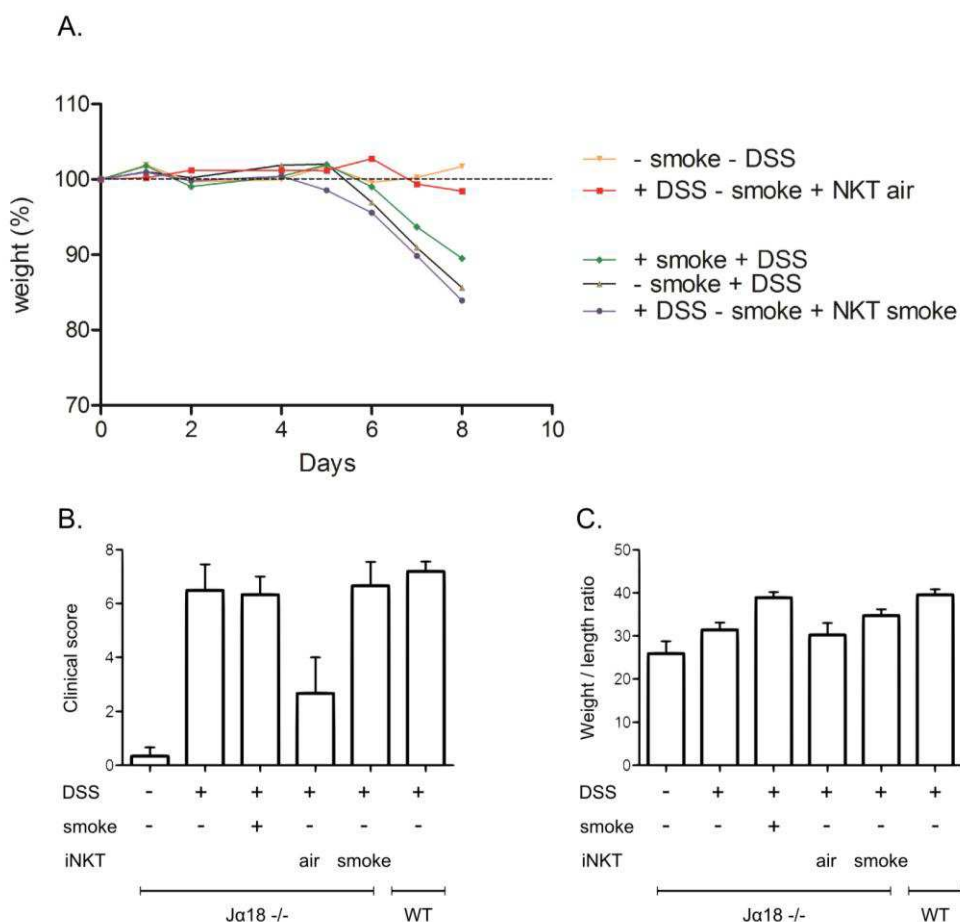 A.
110
100
90
80
70
weight (%)
0 2 4 6 8 10
Days
- smoke - DSS
+ DSS - smoke + NKT air
+ smoke + DSS
- smoke + DSS
+ DSS - smoke + NKT smoke
B.
8
6
4
2
0
Clinical score
DSS - + + + + +
smoke - - + - - -
iNKT air smoke
Jα18 -/- WT
C.
50
40
30
20
10
0
Weight / length ratio
DSS - + + + + +
smoke - - + - - -
iNKT air smoke
Jα18 -/- WT